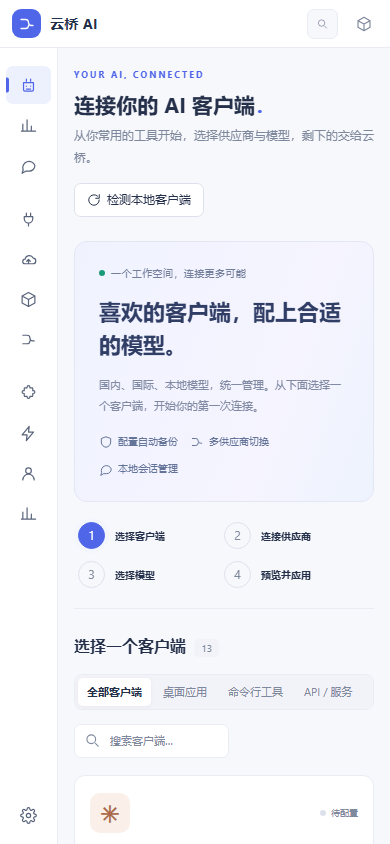 云桥 AI
YOUR AI, CONNECTED
连接你的 AI 客户端.
从你常用的工具开始，选择供应商与模型，剩下的交给云
桥。
检测本地客户端
一个工作空间，连接更多可能
喜欢的客户端，配上合适
的模型。
国内、国际、本地模型，统一管理。从下面选择一
个客户端，开始你的第一次连接。
配置自动备份 多供应商切换
本地会话管理
1 选择客户端 2 连接供应商
3 选择模型 4 预览并应用
选择一个客户端 13
全部客户端 桌面应用 命令行工具 API / 服务
搜索客户端...
待配置